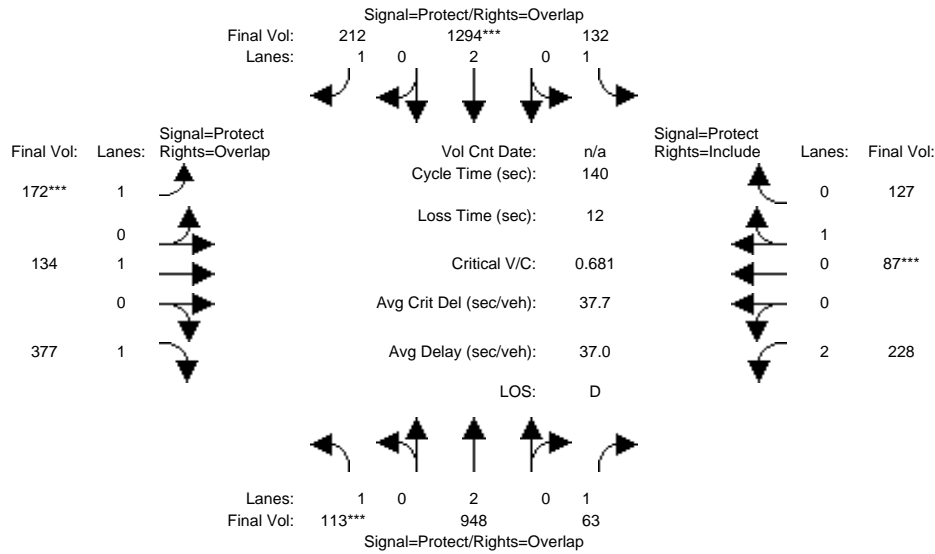 Signal=Protect/Rights=Overlap
Final Vol: 212 1294*** 132
Lanes: 1 0 2 0 1
Signal=Protect
Final Vol: Lanes: Rights=Overlap
Vol Cnt Date: n/a
Signal=Protect
Rights=Include Lanes: Final Vol:
Cycle Time (sec): 140
172*** 1
0 127
Loss Time (sec): 12
0
1
134 1
Critical V/C: 0.681
0 87***
0
Avg Crit Del (sec/veh): 37.7
0
377 1
Avg Delay (sec/veh): 37.0
2 228
LOS: D
Lanes: 1 0 2 0 1
Final Vol: 113*** 948 63
Signal=Protect/Rights=Overlap